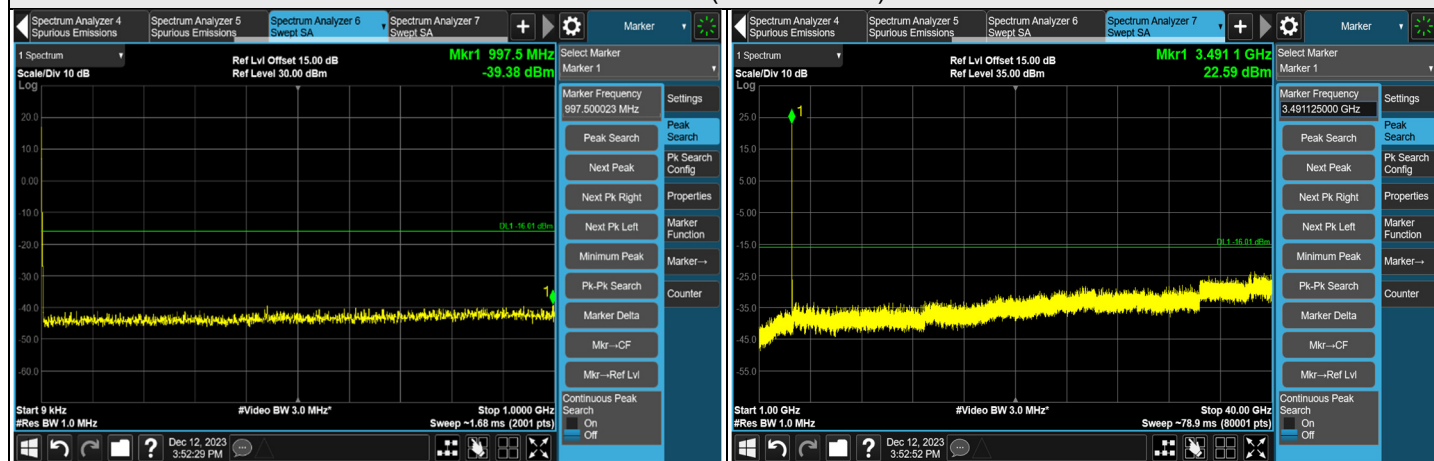 Spectrum Analyzer 4
Spurious Emissions
Spectrum Analyzer 5
Spurious Emissions
Spectrum Analyzer 6
Swept SA
Spectrum Analyzer 7
Swept SA
+
Marker
1 Spectrum
Scale/Div 10 dB
Log
Ref Lvl Offset 15.00 dB
Ref Level 30.00 dBm
Mkr1 997.5 MHz
-39.38 dBm
20.0
10.0
0.00
-10.0
-20.0
-30.0
-40.0
-50.0
-60.0
DL1 -16.01 dBm
1
Start 9 kHz
#Res BW 1.0 MHz
#Video BW 3.0 MHz*
Stop 1.0000 GHz
Sweep ~1.68 ms (2001 pts)
Select Marker
Marker 1
Marker Frequency
997.500023 MHz
Peak Search
Next Peak
Next Pk Right
Next Pk Left
Minimum Peak
Pk-Pk Search
Marker Delta
Mkr→CF
Mkr→Ref Lvl
Continuous Peak
Search
On
Off
Settings
Peak
Search
Pk Search
Config
Properties
Marker
Function
Marker→
Counter
?
Dec 12, 2023
3:52:29 PM
Spectrum Analyzer 4
Spurious Emissions
Spectrum Analyzer 5
Spurious Emissions
Spectrum Analyzer 6
Swept SA
Spectrum Analyzer 7
Swept SA
+
Marker
1 Spectrum
Scale/Div 10 dB
Log
Ref Lvl Offset 15.00 dB
Ref Level 35.00 dBm
Mkr1 3.491 1 GHz
22.59 dBm
25.0
15.0
5.00
-5.00
-15.0
-25.0
-35.0
-45.0
-55.0
DL1 -16.01 dBm
1
Start 1.00 GHz
#Res BW 1.0 MHz
#Video BW 3.0 MHz*
Stop 40.00 GHz
Sweep ~78.9 ms (80001 pts)
Select Marker
Marker 1
Marker Frequency
3.491125000 GHz
Peak Search
Next Peak
Next Pk Right
Next Pk Left
Minimum Peak
Pk-Pk Search
Marker Delta
Mkr→CF
Mkr→Ref Lvl
Continuous Peak
Search
On
Off
Settings
Peak
Search
Pk Search
Config
Properties
Marker
Function
Marker→
Counter
?
Dec 12, 2023
3:52:52 PM